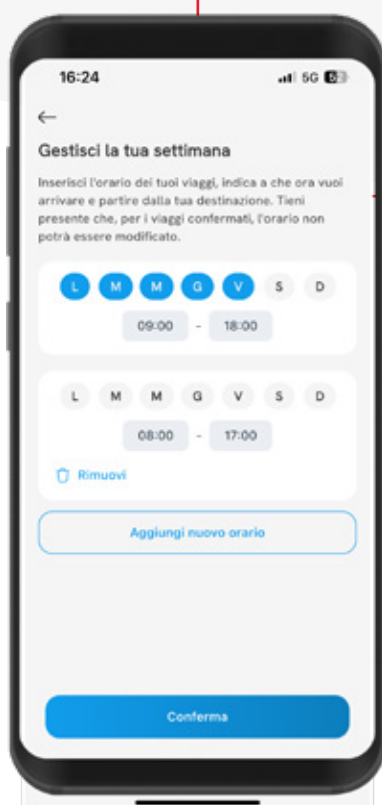 16:24 5G
Gestisci la tua settimana
Inserisci l'orario dei tuoi viaggi, indica a che ora vuoi
arrivare e partire dalla tua destinazione. Tieni
presente che, per i viaggi confermati, l'orario non
potrà essere modificato.
L M M G V S D
09:00 - 18:00
L M M G V S D
08:00 - 17:00
Rimuovi
Aggiungi nuovo orario
Conferma